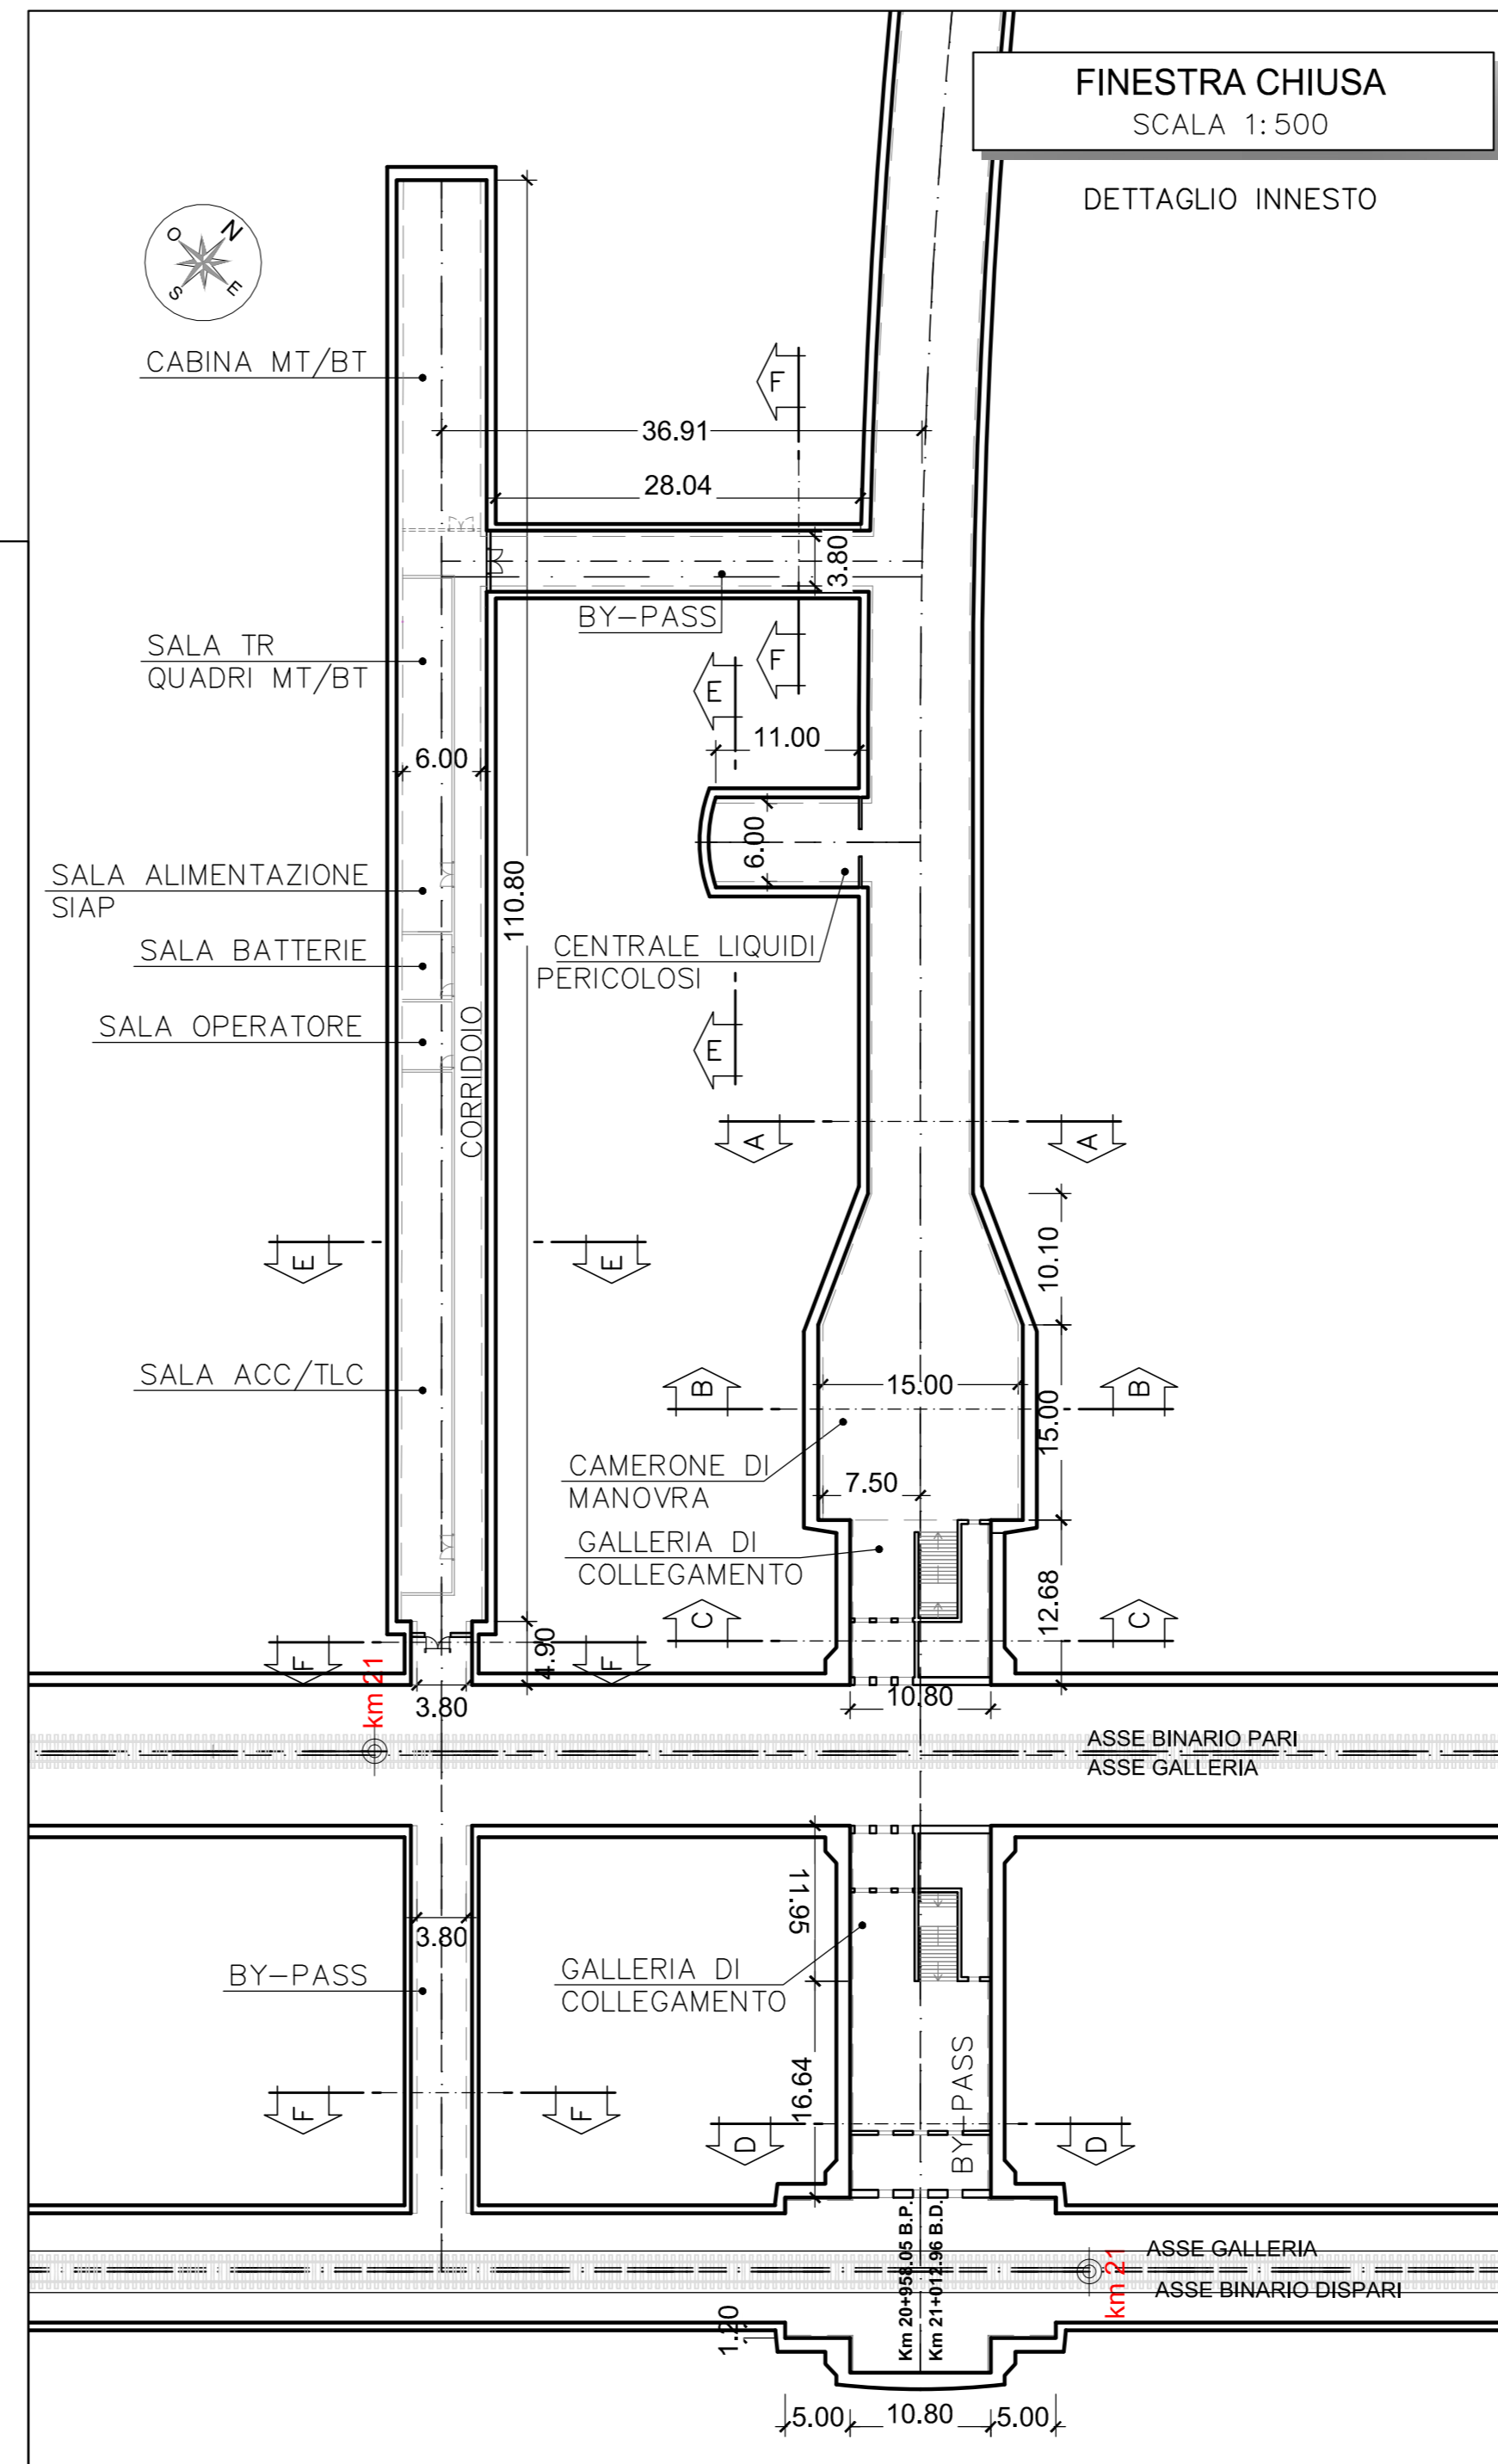 FINESTRA CHIUSA
SCALA 1:500
DETTAGLIO INNESTO
O
N
S
E
CABINA MT/BT
F
36.91
28.04
3.80
BY-PASS
SALA TR
QUADRI MT/BT
F
E
11.00
6.00
6.00
110.80
SALA ALIMENTAZIONE
SIAP
SALA BATTERIE
CENTRALE LIQUIDI
PERICOLOSI
SALA OPERATORE
CORRIDOIO
E
A
A
10.10
E
E
SALA ACC/TLC
B
15.00
B
15.00
CAMERONE DI
MANOVRA
7.50
GALLERIA DI
COLLEGAMENTO
12.68
C
C
F
F
4.90
km 21
3.80
10.80
ASSE BINARIO PARI
ASSE GALLERIA
11.95
3.80
BY-PASS
GALLERIA DI
COLLEGAMENTO
16.64
BY-PASS
F
F
D
D
Km 20+958.05 B.P.
Km 21+012.96 B.D.
ASSE GALLERIA
km 21
ASSE BINARIO DISPARI
1.20
5.00
10.80
5.00